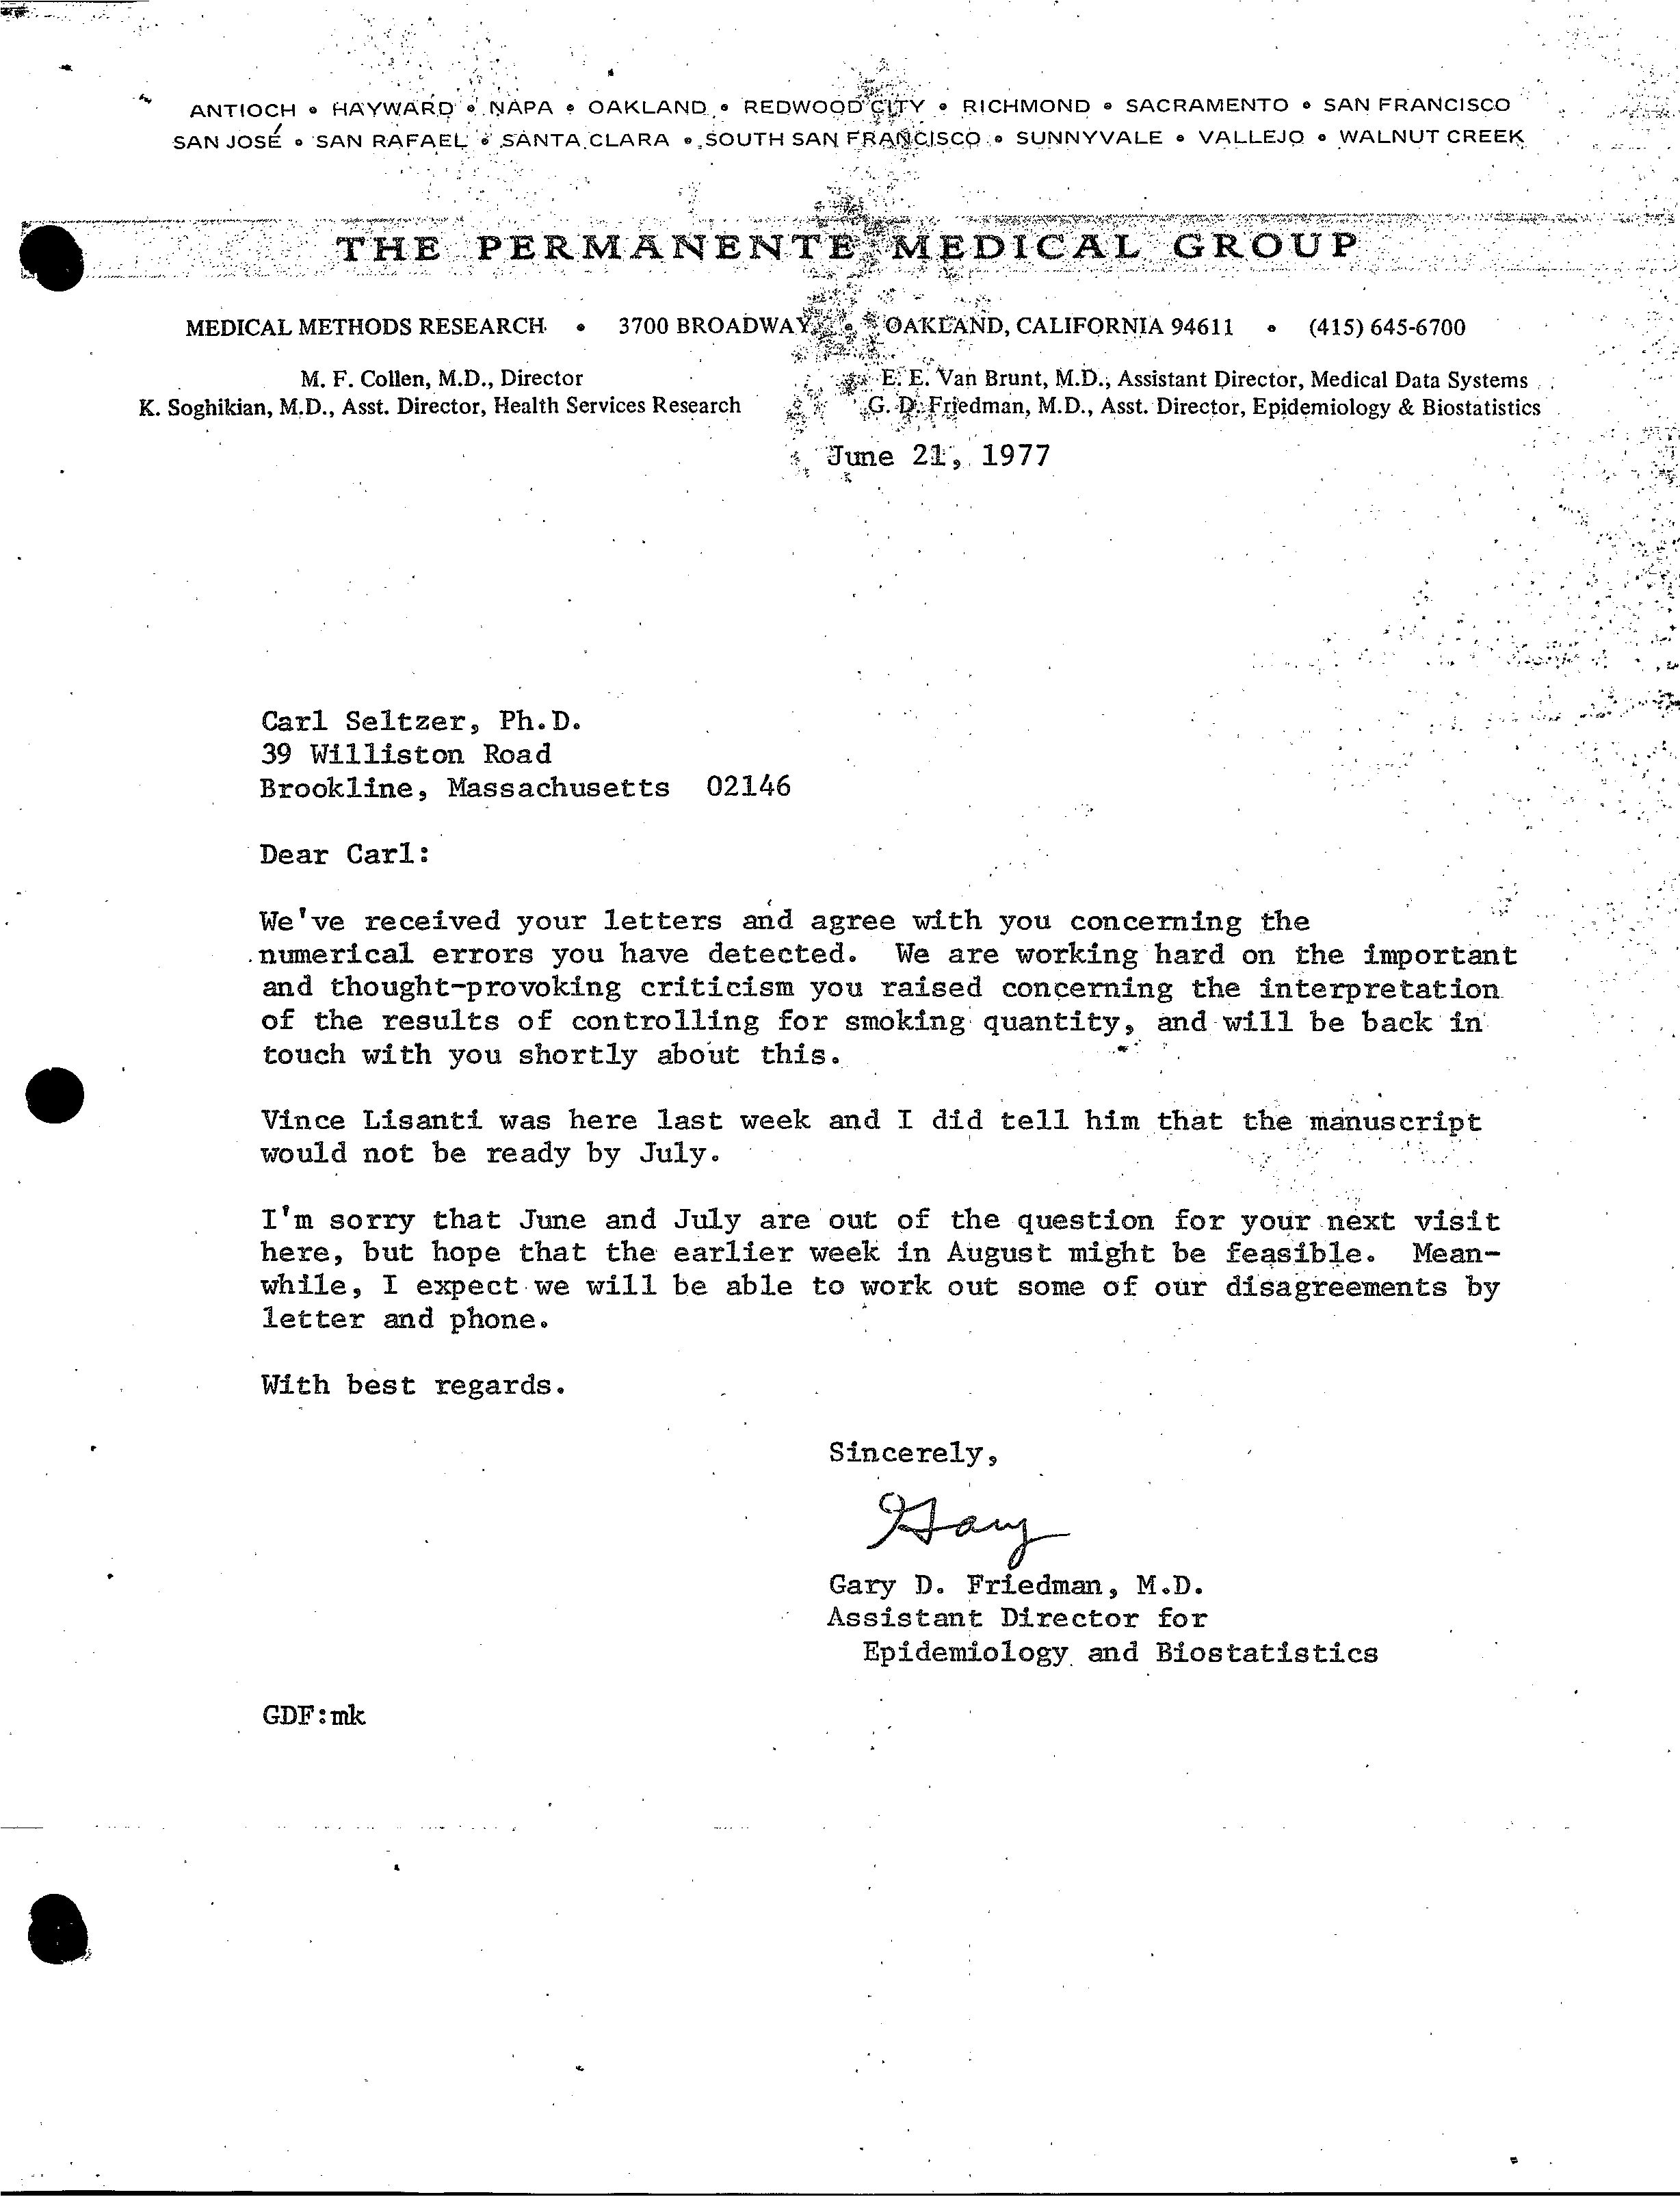 ANTIOCH • HAYWARD • NAPA • OAKLAND • REDWOOD CITY • RICHMOND • SACRAMENTO • SAN FRANCISCO
SAN JOSÉ • SAN RAFAEL • SANTA CLARA • SOUTH SAN FRANCISCO • SUNNYVALE • VALLEJO • WALNUT CREEK
THE PERMANENTE MEDICAL GROUP
MEDICAL METHODS RESEARCH • 3700 BROADWAY • OAKLAND, CALIFORNIA 94611 • (415) 645-6700
M. F. Collen, M.D., Director
K. Soghikian, M.D., Asst. Director, Health Services Research
E. E. Van Brunt, M.D., Assistant Director, Medical Data Systems
G. D. Friedman, M.D., Asst. Director, Epidemiology & Biostatistics
June 21, 1977
Carl Seltzer, Ph.D.
39 Williston Road
Brookline, Massachusetts 02146
Dear Carl:
We've received your letters and agree with you concerning the
numerical errors you have detected. We are working hard on the important
and thought-provoking criticism you raised concerning the interpretation
of the results of controlling for smoking quantity, and will be back in
touch with you shortly about this.
Vince Lisanti was here last week and I did tell him that the manuscript
would not be ready by July.
I'm sorry that June and July are out of the question for your next visit
here, but hope that the earlier week in August might be feasible. Mean-
while, I expect we will be able to work out some of our disagreements by
letter and phone.
With best regards.
Sincerely,
Gary
Gary D. Friedman, M.D.
Assistant Director for
Epidemiology and Biostatistics
GDF:mk